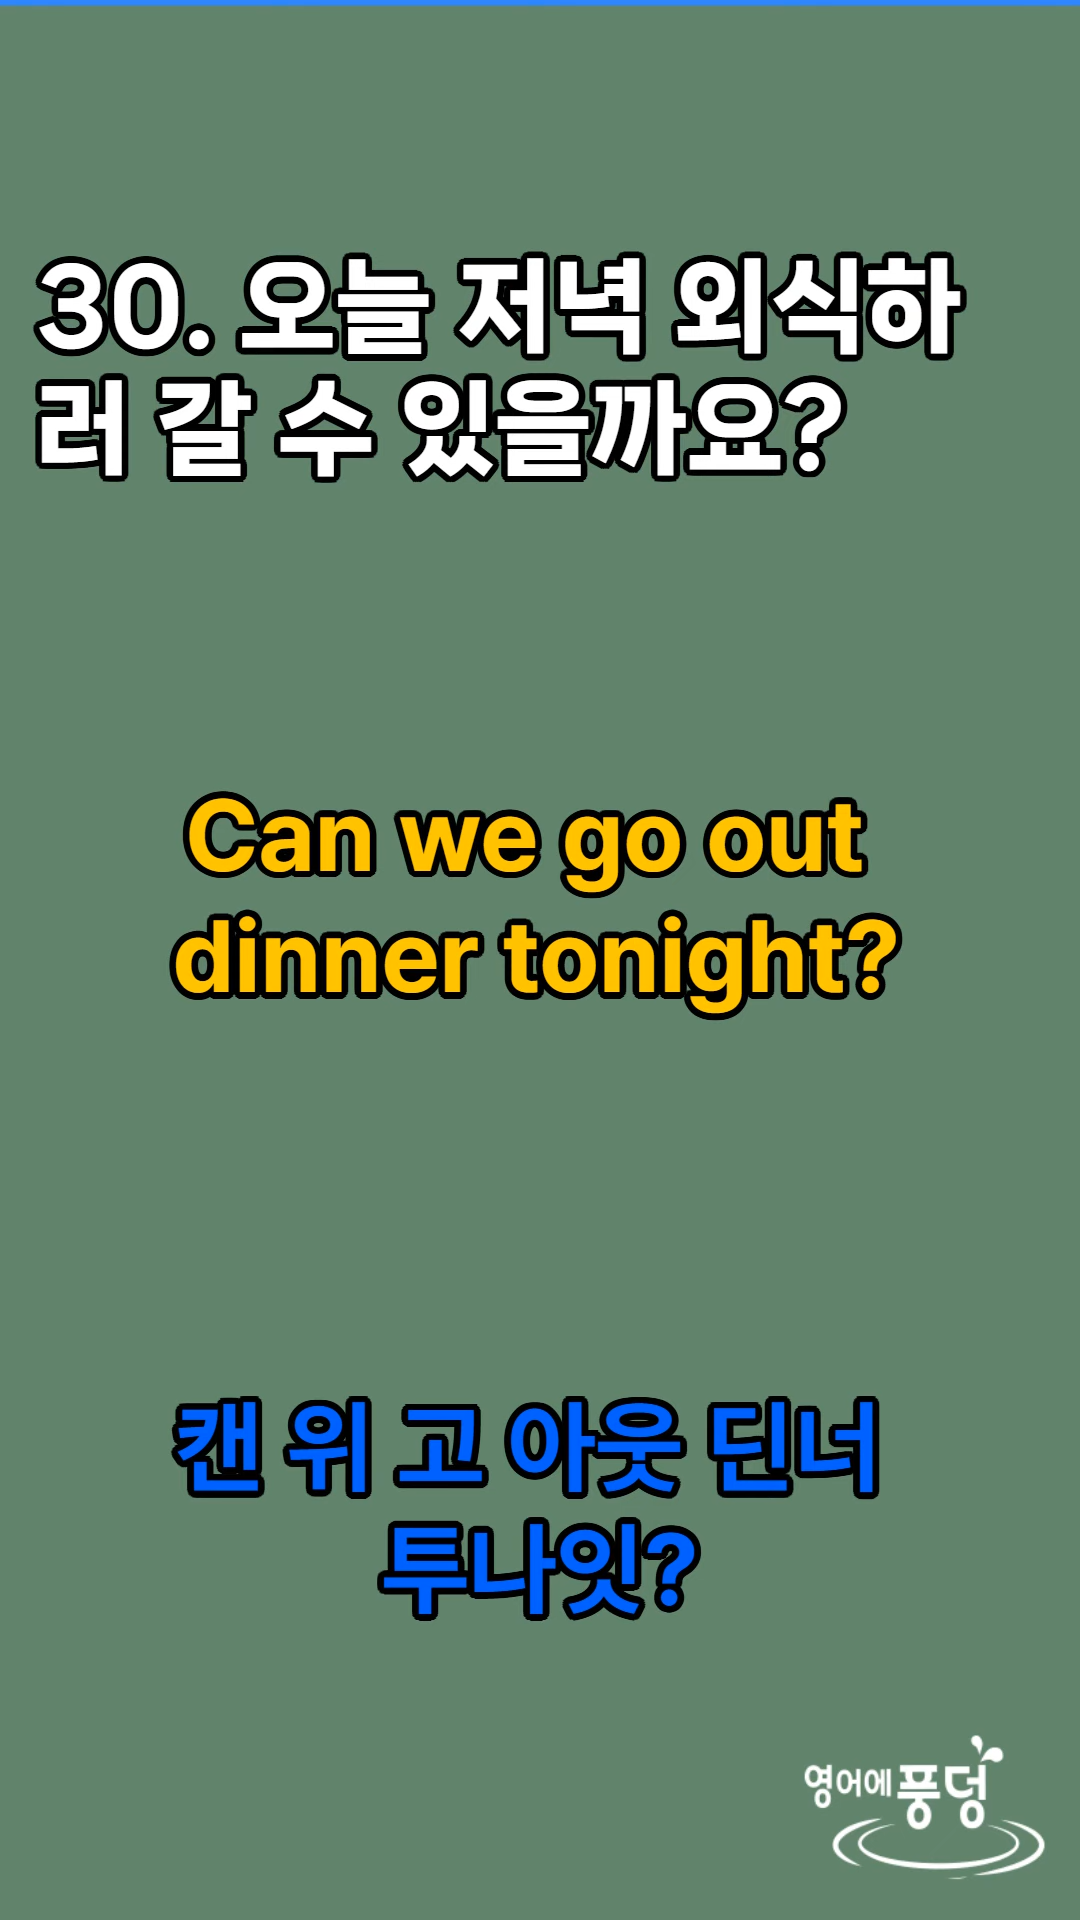 30. 오늘 저녁 외식하
러 갈 수 있을까요?
Can we go out
dinner tonight?
캔 위 고 아웃 딘너
투나잇?
영어에풍덩